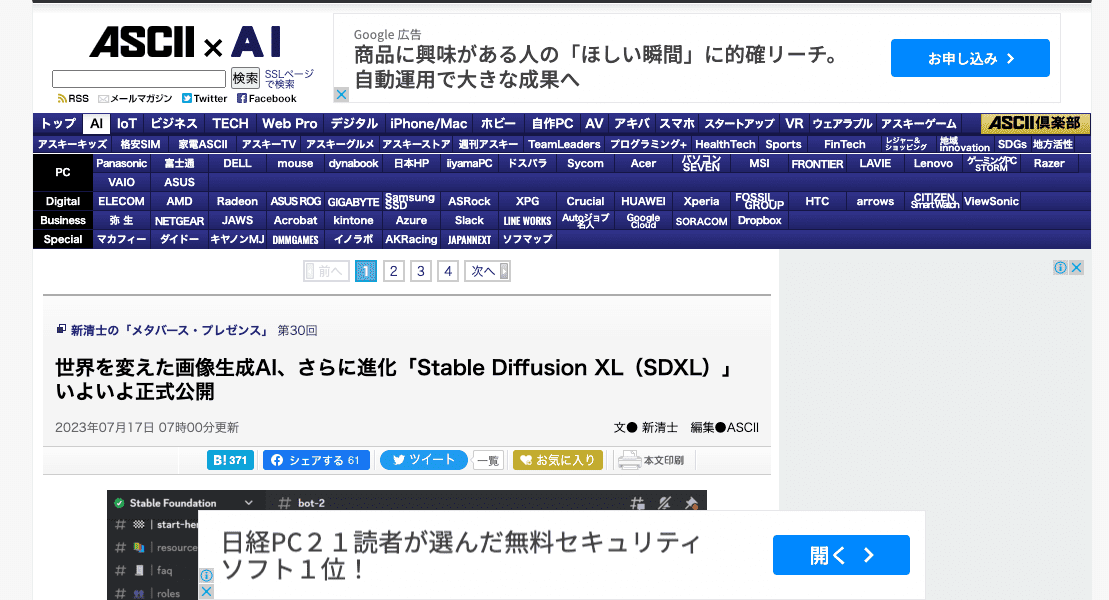 ASCII × AI
検索
SSLページ
で検索
RSS メールマガジン Twitter Facebook
Google 広告
商品に興味がある人の「ほしい瞬間」に的確リーチ。
自動運用で大きな成果へ
お申し込み
トップ AI IoT ビジネス TECH Web Pro デジタル iPhone/Mac ホビー 自作PC AV アキバ スマホ スタートアップ VR ウェアラブル アスキーゲーム ASCII倶楽部
アスキーキッズ 格安SIM 家電ASCII アスキーTV アスキーグルメ アスキーストア 週刊アスキー TeamLeaders プログラミング+ HealthTech Sports FinTech レジャー&ショッピング 地域innovation SDGs 地方活性
PC
Panasonic 富士通 DELL mouse dynabook 日本HP iiyamaPC ドスパラ Sycom Acer パソコンSEVEN MSI FRONTIER LAVIE Lenovo ゲーミングPC STORM Razer
VAIO ASUS
Digital ELECOM AMD Radeon ASUS ROG GIGABYTE Samsung SSD ASRock XPG Crucial HUAWEI Xperia FOSSIL GROUP HTC arrows CITIZEN SmartWatch ViewSonic
Business 弥生 NETGEAR JAWS Acrobat kintone Azure Slack LINE WORKS Autoジョブ名人 Google Cloud SORACOM Dropbox
Special マカフィー ダイドー キヤノンMJ DMMGAMES イノラボ AKRacing JAPANNEXT ソフマップ
前へ 1 2 3 4 次へ
新清士の「メタバース・プレゼンス」 第30回
世界を変えた画像生成AI、さらに進化「Stable Diffusion XL（SDXL）」
いよいよ正式公開
2023年07月17日 07時00分更新
文● 新清士　編集●ASCII
B! 371 シェアする 61 ツイート 一覧 お気に入り 本文印刷
Stable Foundation # bot-2
# | start-her
# | resource
# | faq
# | roles
日経PC２１読者が選んだ無料セキュリティ
ソフト１位！
開く